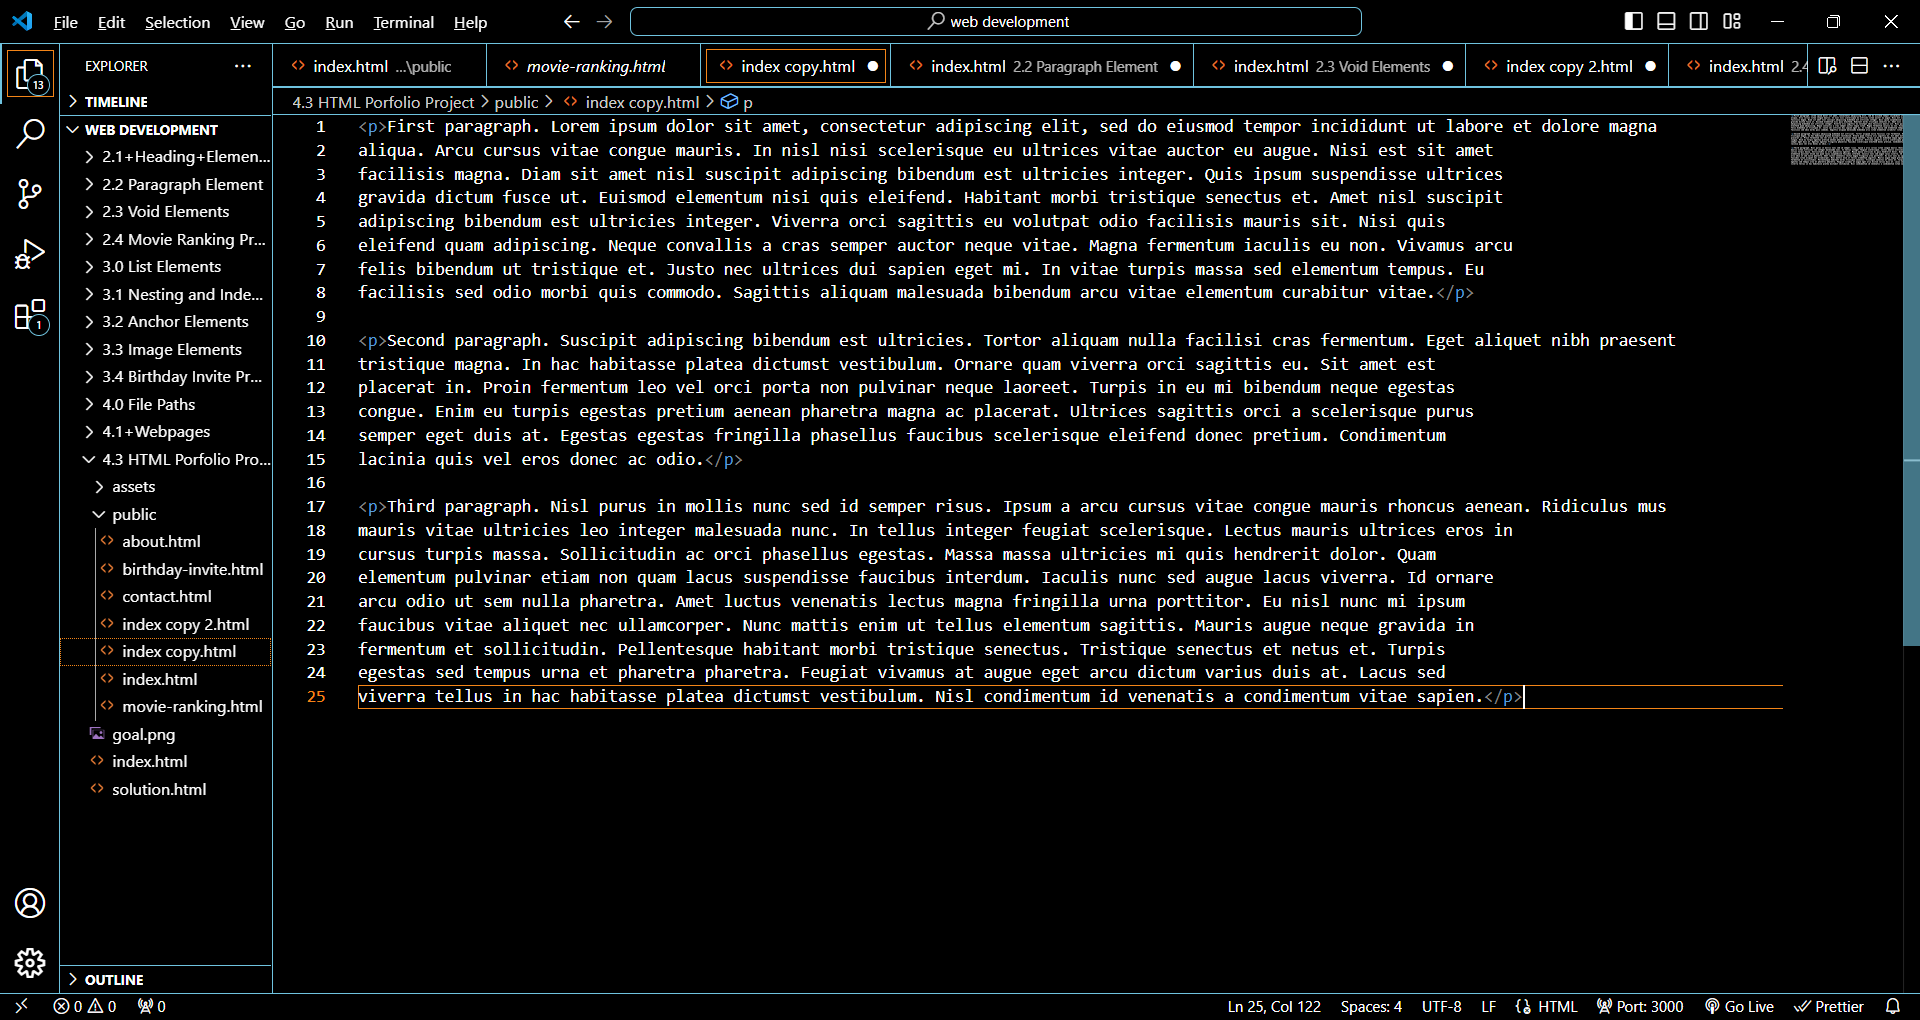 File Edit Selection View Go Run Terminal Help
web development
EXPLORER
TIMELINE
WEB DEVELOPMENT
2.1+Heading+Elemen...
2.2 Paragraph Element
2.3 Void Elements
2.4 Movie Ranking Pr...
3.0 List Elements
3.1 Nesting and Inde...
3.2 Anchor Elements
3.3 Image Elements
3.4 Birthday Invite Pr...
4.0 File Paths
4.1+Webpages
4.3 HTML Porfolio Pro...
assets
public
about.html
birthday-invite.html
contact.html
index copy 2.html
index copy.html
index.html
movie-ranking.html
goal.png
index.html
solution.html
OUTLINE
13
1
index.html ...\public
movie-ranking.html
index copy.html
index.html 2.2 Paragraph Element
index.html 2.3 Void Elements
index copy 2.html
index.html 2.4
4.3 HTML Porfolio Project > public > index copy.html > p
1 <p>First paragraph. Lorem ipsum dolor sit amet, consectetur adipiscing elit, sed do eiusmod tempor incididunt ut labore et dolore magna
2 aliqua. Arcu cursus vitae congue mauris. In nisl nisi scelerisque eu ultrices vitae auctor eu augue. Nisi est sit amet
3 facilisis magna. Diam sit amet nisl suscipit adipiscing bibendum est ultricies integer. Quis ipsum suspendisse ultrices
4 gravida dictum fusce ut. Euismod elementum nisi quis eleifend. Habitant morbi tristique senectus et. Amet nisl suscipit
5 adipiscing bibendum est ultricies integer. Viverra orci sagittis eu volutpat odio facilisis mauris sit. Nisi quis
6 eleifend quam adipiscing. Neque convallis a cras semper auctor neque vitae. Magna fermentum iaculis eu non. Vivamus arcu
7 felis bibendum ut tristique et. Justo nec ultrices dui sapien eget mi. In vitae turpis massa sed elementum tempus. Eu
8 facilisis sed odio morbi quis commodo. Sagittis aliquam malesuada bibendum arcu vitae elementum curabitur vitae.</p>
9
10 <p>Second paragraph. Suscipit adipiscing bibendum est ultricies. Tortor aliquam nulla facilisi cras fermentum. Eget aliquet nibh praesent
11 tristique magna. In hac habitasse platea dictumst vestibulum. Ornare quam viverra orci sagittis eu. Sit amet est
12 placerat in. Proin fermentum leo vel orci porta non pulvinar neque laoreet. Turpis in eu mi bibendum neque egestas
13 congue. Enim eu turpis egestas pretium aenean pharetra magna ac placerat. Ultrices sagittis orci a scelerisque purus
14 semper eget duis at. Egestas egestas fringilla phasellus faucibus scelerisque eleifend donec pretium. Condimentum
15 lacinia quis vel eros donec ac odio.</p>
16
17 <p>Third paragraph. Nisl purus in mollis nunc sed id semper risus. Ipsum a arcu cursus vitae congue mauris rhoncus aenean. Ridiculus mus
18 mauris vitae ultricies leo integer malesuada nunc. In tellus integer feugiat scelerisque. Lectus mauris ultrices eros in
19 cursus turpis massa. Sollicitudin ac orci phasellus egestas. Massa massa ultricies mi quis hendrerit dolor. Quam
20 elementum pulvinar etiam non quam lacus suspendisse faucibus interdum. Iaculis nunc sed augue lacus viverra. Id ornare
21 arcu odio ut sem nulla pharetra. Amet luctus venenatis lectus magna fringilla urna porttitor. Eu nisl nunc mi ipsum
22 faucibus vitae aliquet nec ullamcorper. Nunc mattis enim ut tellus elementum sagittis. Mauris augue neque gravida in
23 fermentum et sollicitudin. Pellentesque habitant morbi tristique senectus. Tristique senectus et netus et. Turpis
24 egestas sed tempus urna et pharetra pharetra. Feugiat vivamus at augue eget arcu dictum varius duis at. Lacus sed
25 viverra tellus in hac habitasse platea dictumst vestibulum. Nisl condimentum id venenatis a condimentum vitae sapien.</p>
0 0 0 Ln 25, Col 122 Spaces: 4 UTF-8 LF HTML Port: 3000 Go Live Prettier